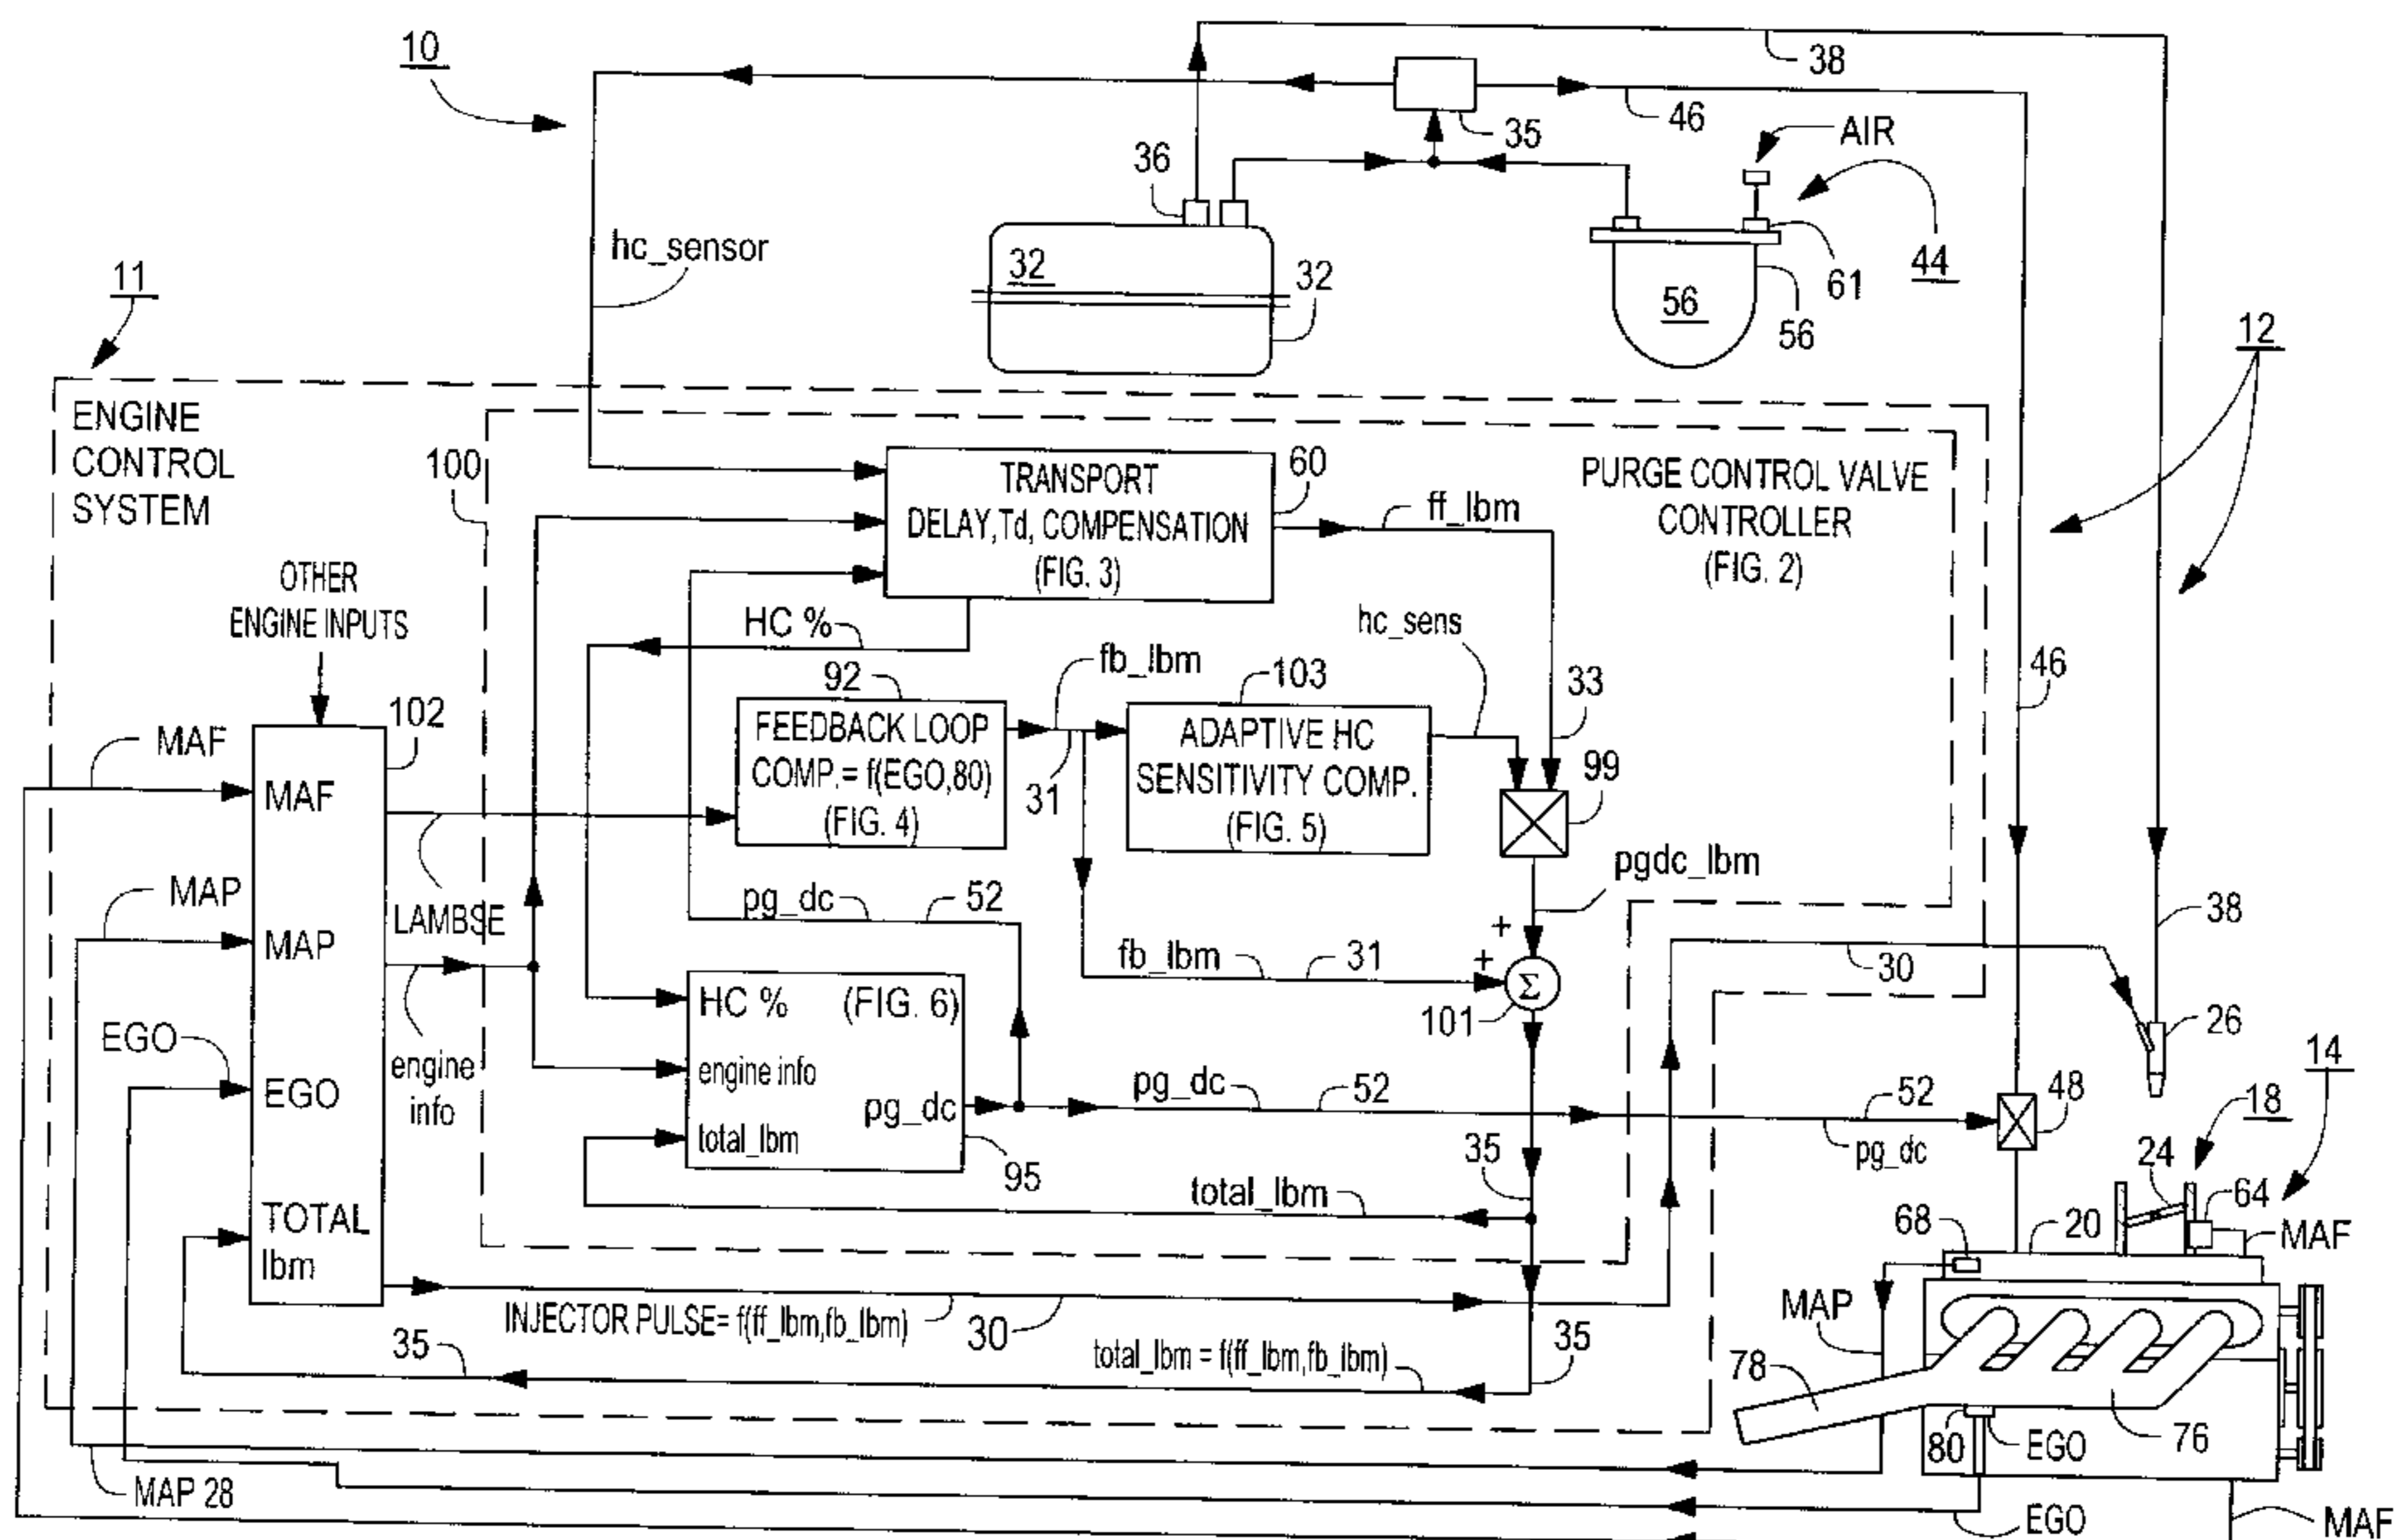 10
38
46
35
AIR
36
hc_sensor
11
32
32
61
44
56
56
12
ENGINE
CONTROL
SYSTEM
100
TRANSPORT
DELAY,Td, COMPENSATION
(FIG. 3)
60
ff_lbm
PURGE CONTROL VALVE
CONTROLLER
(FIG. 2)
OTHER
ENGINE INPUTS
HC %
hc_sens
fb_lbm
92
103
33
46
102
MAF
MAF
FEEDBACK LOOP
COMP.= f(EGO,80)
(FIG. 4)
31
ADAPTIVE HC
SENSITIVITY COMP.
(FIG. 5)
99
pgdc_lbm
MAP
MAP
LAMBSE
pg_dc
52
+
38
fb_lbm
31
+
Σ
101
30
HC %
(FIG. 6)
26
EGO
EGO
engine
info
engine info
pg_dc
total_lbm
95
pg_dc
52
52
pg_dc
48
14
18
24
64
35
total_lbm
68
20
MAF
TOTAL
lbm
INJECTOR PULSE= f(ff_lbm,fb_lbm)
30
MAP
35
total_lbm = f(ff_lbm,fb_lbm)
35
78
80
EGO
76
MAP 28
EGO
MAF